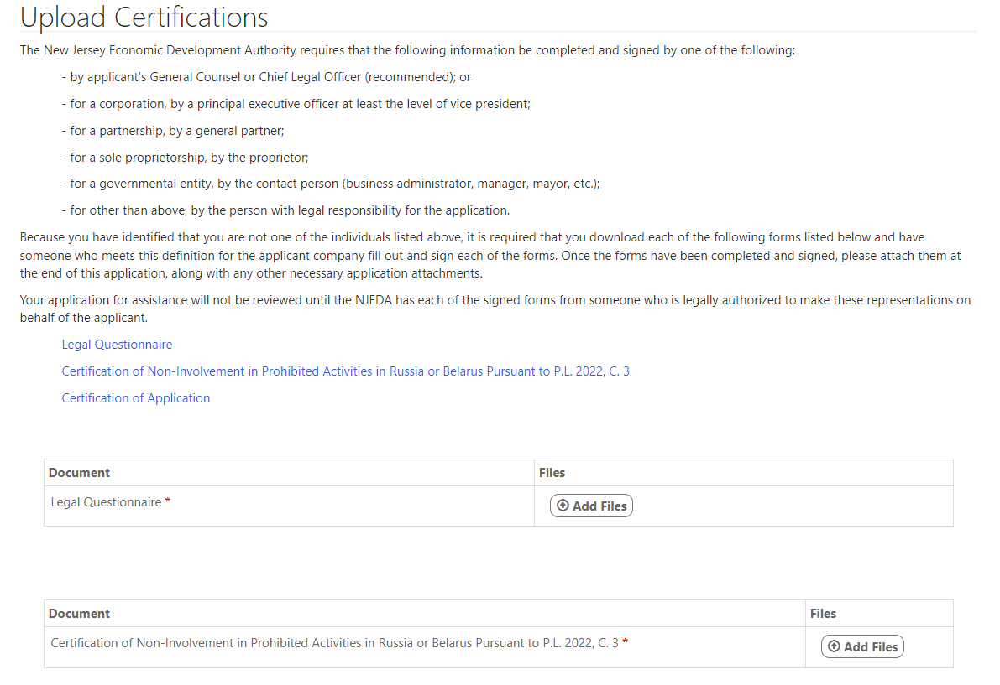 Upload Certifications
The New Jersey Economic Development Authority requires that the following information be completed and signed by one of the following:
- by applicant's General Counsel or Chief Legal Officer (recommended); or
- for a corporation, by a principal executive officer at least the level of vice president;
- for a partnership, by a general partner;
- for a sole proprietorship, by the proprietor;
- for a governmental entity, by the contact person (business administrator, manager, mayor, etc.);
- for other than above, by the person with legal responsibility for the application.
Because you have identified that you are not one of the individuals listed above, it is required that you download each of the following forms listed below and have
someone who meets this definition for the applicant company fill out and sign each of the forms. Once the forms have been completed and signed, please attach them at
the end of this application, along with any other necessary application attachments.
Your application for assistance will not be reviewed until the NJEDA has each of the signed forms from someone who is legally authorized to make these representations on
behalf of the applicant.
Legal Questionnaire
Certification of Non-Involvement in Prohibited Activities in Russia or Belarus Pursuant to P.L. 2022, C. 3
Certification of Application
Document Files
Legal Questionnaire * Add Files
Document Files
Certification of Non-Involvement in Prohibited Activities in Russia or Belarus Pursuant to P.L. 2022, C. 3 * Add Files